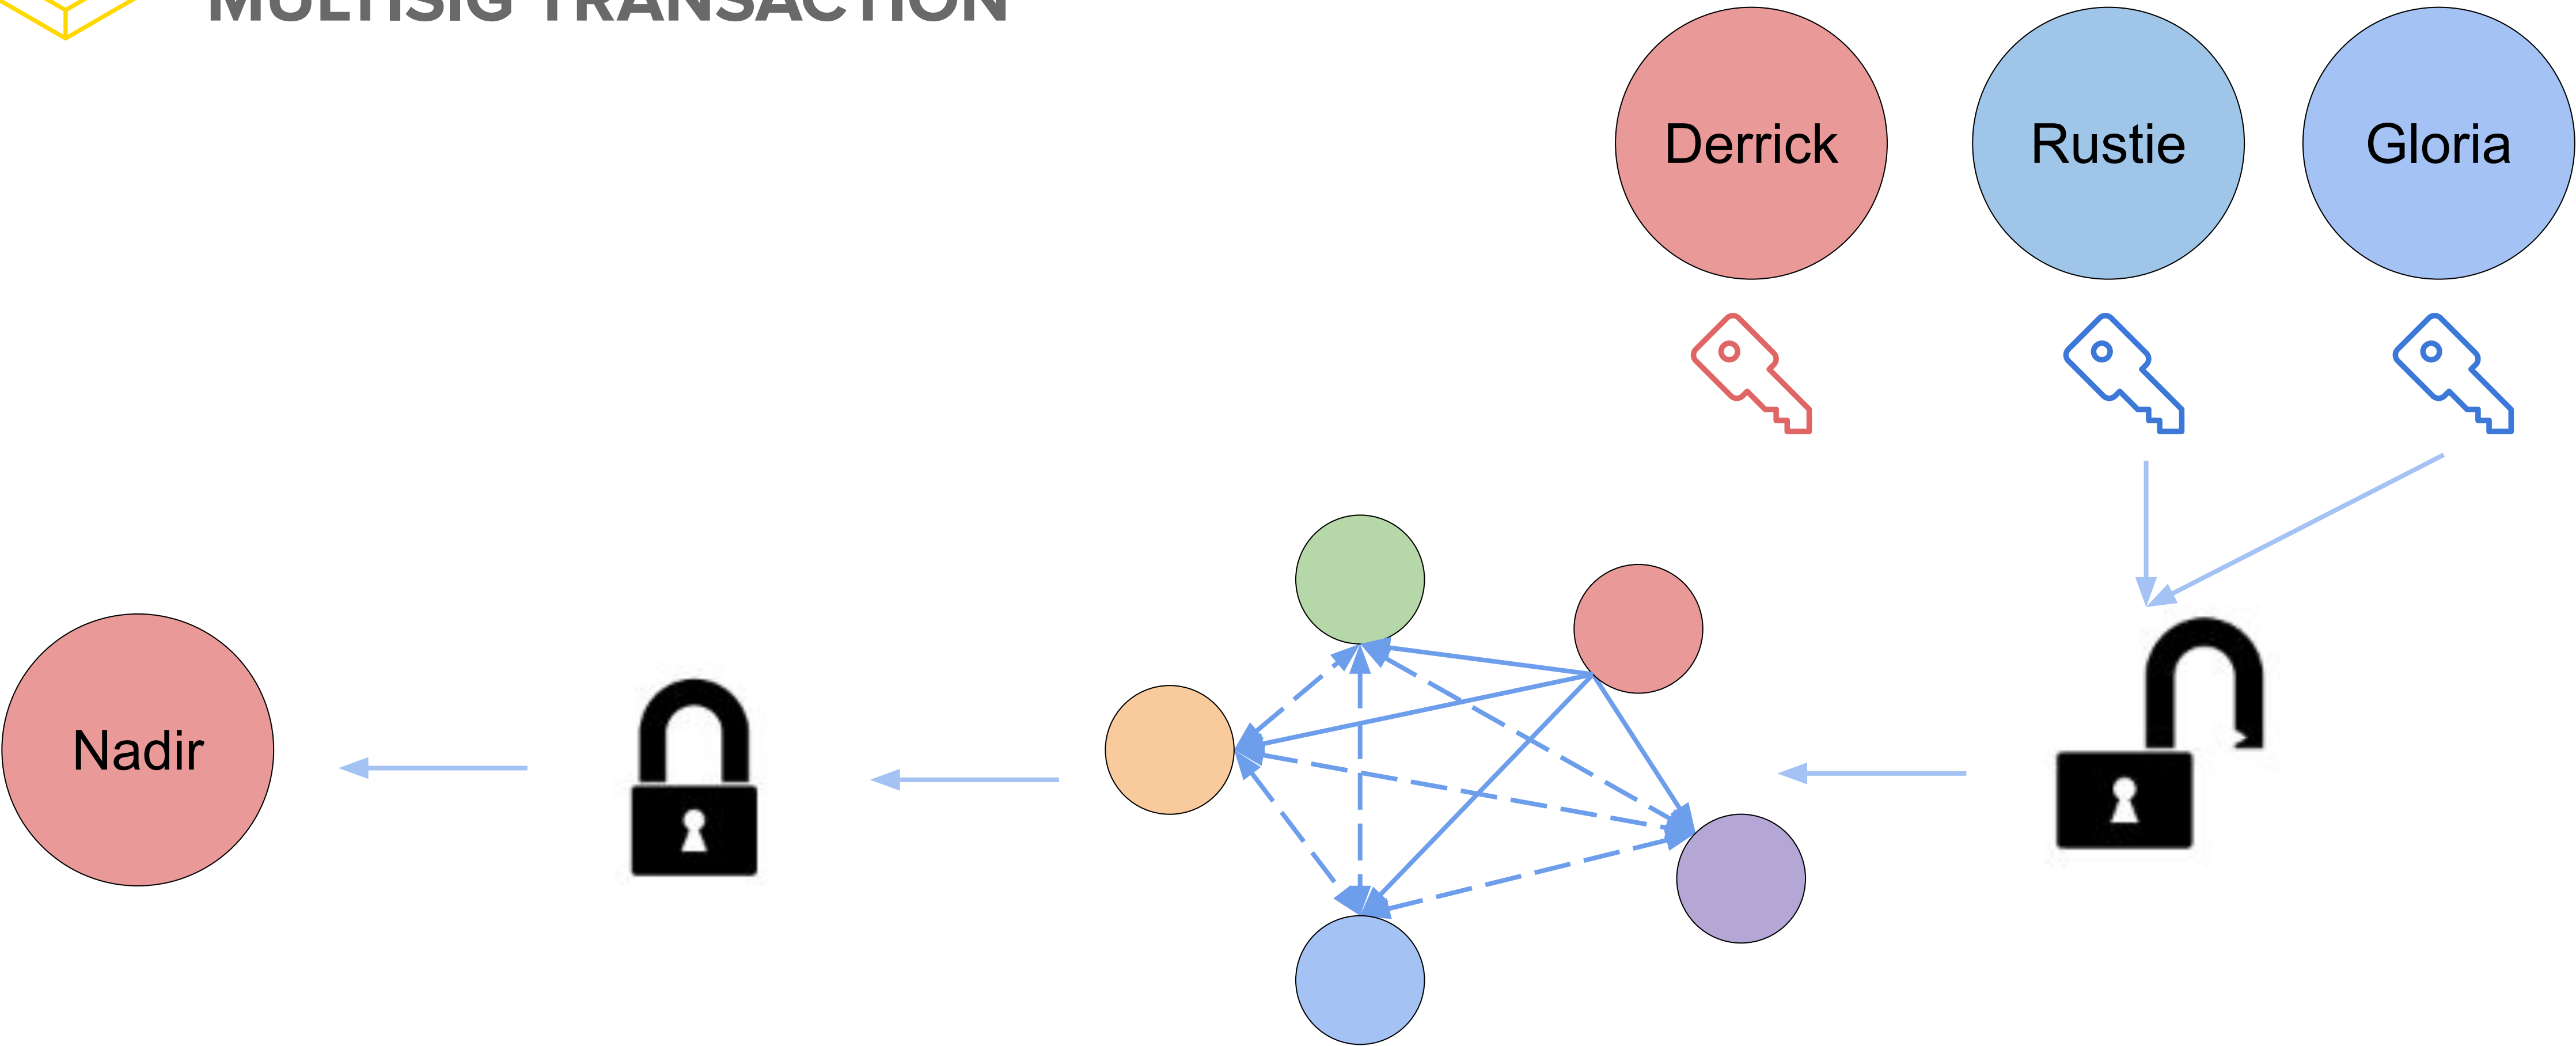 MULTISIG TRANSACTION
Derrick
Rustie
Gloria
Nadir